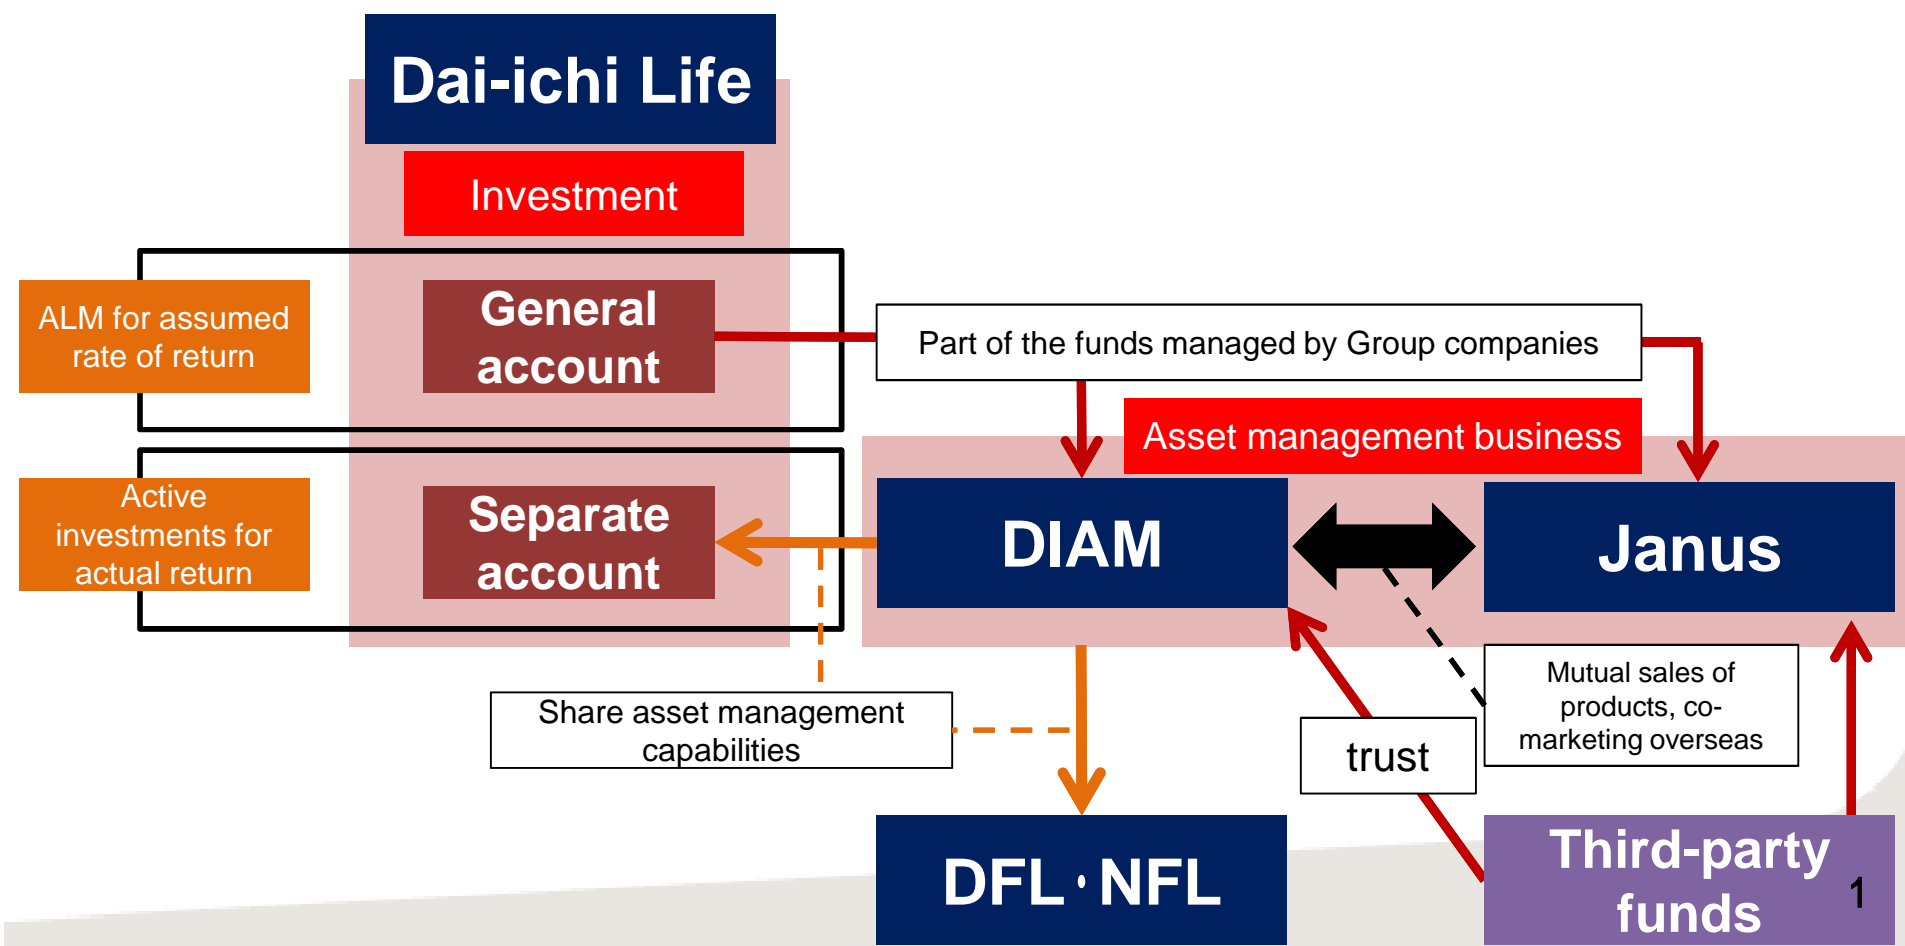 Dai-ichi Life
Investment
ALM for assumed
rate of return
General
account
Part of the funds managed by Group companies
Asset management business
Active
investments for
actual return
Separate
account
DIAM
Janus
Share asset management
capabilities
Mutual sales of
products, co-
marketing overseas
trust
DFL・NFL
Third-party
funds
1